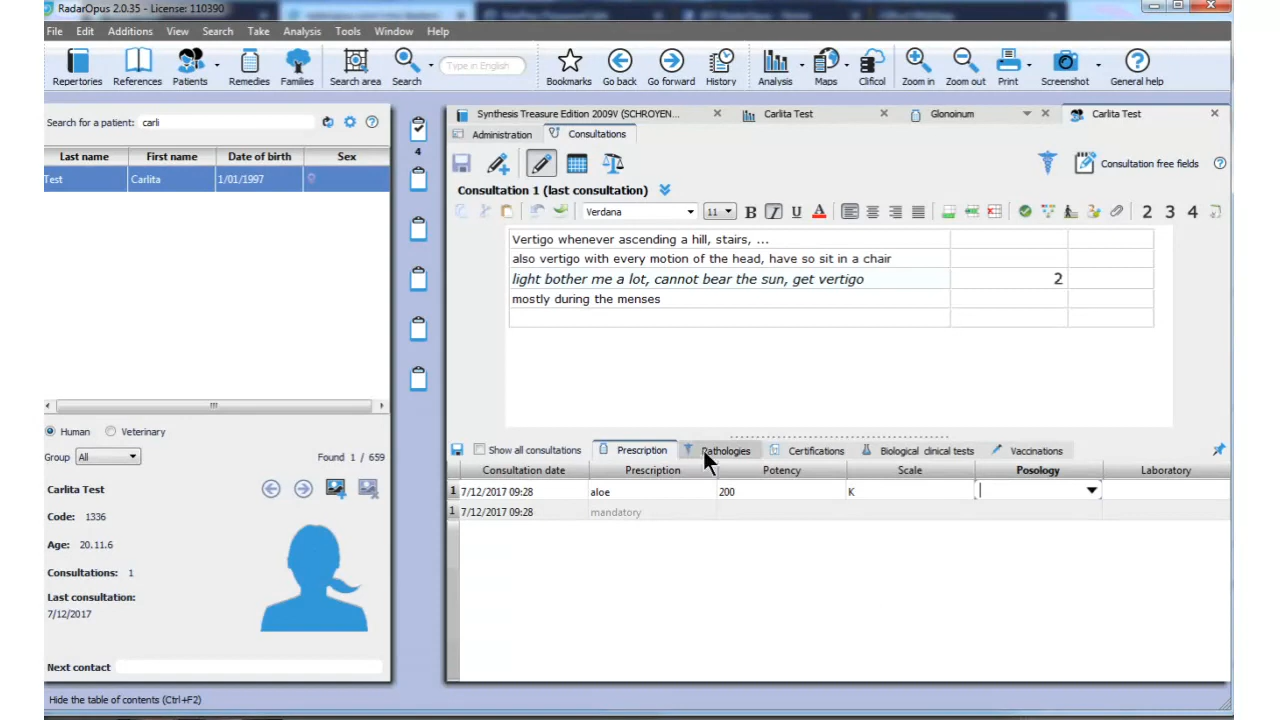 RadarOpus 2.0.35 - License: 110390
File Edit Additions View Search Take Analysis Tools Window Help
Type in English
Repertories References Patients Remedies Families Search area Search Bookmarks Go back Go forward History Analysis Maps Clificol Zoom in Zoom out Print Screenshot General help
Search for a patient: carli
Last name First name Date of birth Sex
Test Carlita 1/01/1997
Human Veterinary
Group All Found 1 / 659
Carlita Test
Code: 1336
Age: 20.11.6
Consultations: 1
Last consultation:
7/12/2017
Next contact
Hide the table of contents (Ctrl+F2)
4
Synthesis Treasure Edition 2009V (SCHROYEN... Carlita Test Glonoinum Carlita Test
Administration Consultations
Consultation free fields
Consultation 1 (last consultation)
Verdana 11 B I U A 2 3 4
Vertigo whenever ascending a hill, stairs, ...
also vertigo with every motion of the head, have so sit in a chair
light bother me a lot, cannot bear the sun, get vertigo 2
mostly during the menses
Show all consultations Prescription Pathologies Certifications Biological clinical tests Vaccinations
Consultation date Prescription Potency Scale Posology Laboratory
1 7/12/2017 09:28 aloe 200 K
1 7/12/2017 09:28 mandatory